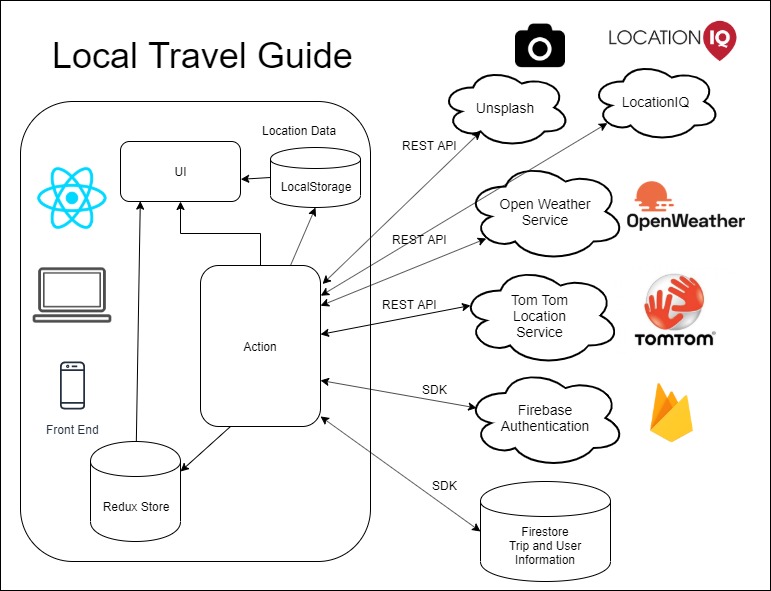 Local Travel Guide
LOCATION IQ
Unsplash
LocationIQ
Location Data
REST API
UI
LocalStorage
Open Weather
Service
OpenWeather
REST API
REST API
Tom Tom
Location
Service
TOMTOM®
Action
SDK
Firebase
Authentication
Front End
SDK
Redux Store
Firestore
Trip and User
Information